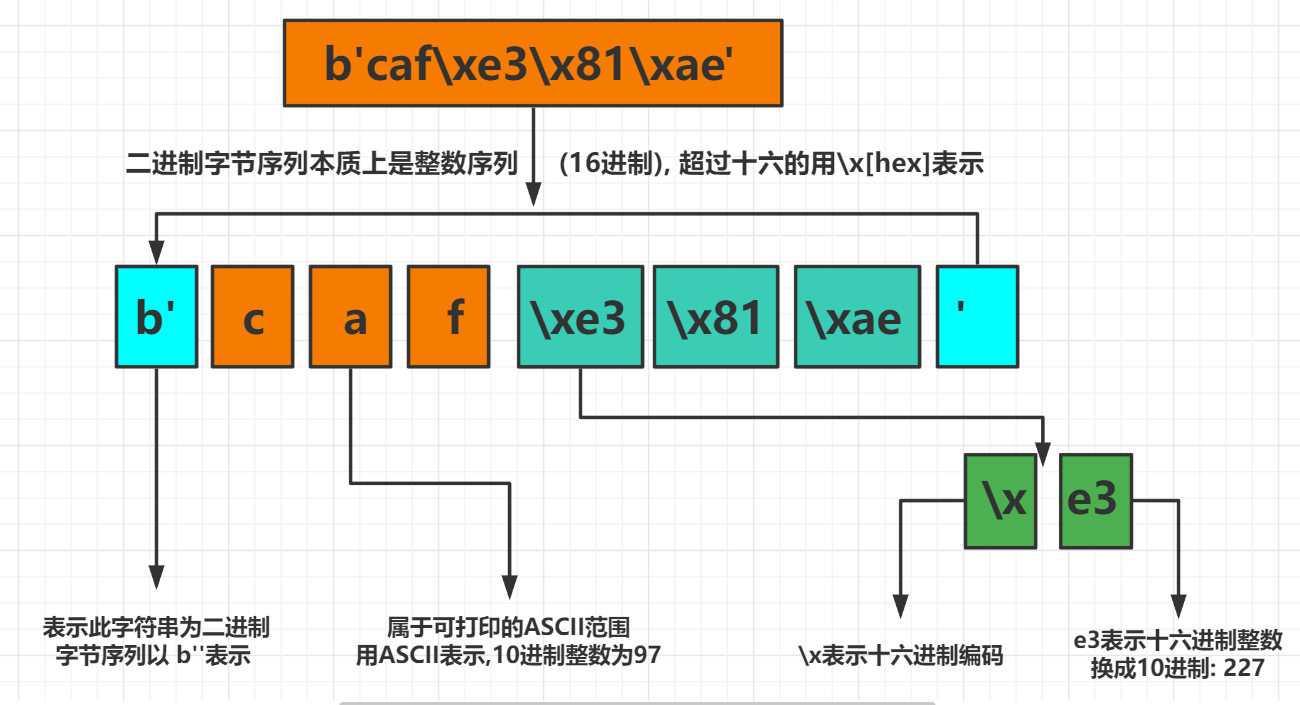 b'caf\xe3\x81\xae'
二进制字节序列本质上是整数序列 (16进制), 超过十六的用\x[hex]表示
b' c a f \xe3 \x81 \xae '
\x e3
表示此字符串为二进制
字节序列以 b''表示
属于可打印的ASCII范围
用ASCII表示,10进制整数为97
\x表示十六进制编码
e3表示十六进制整数
换成10进制: 227